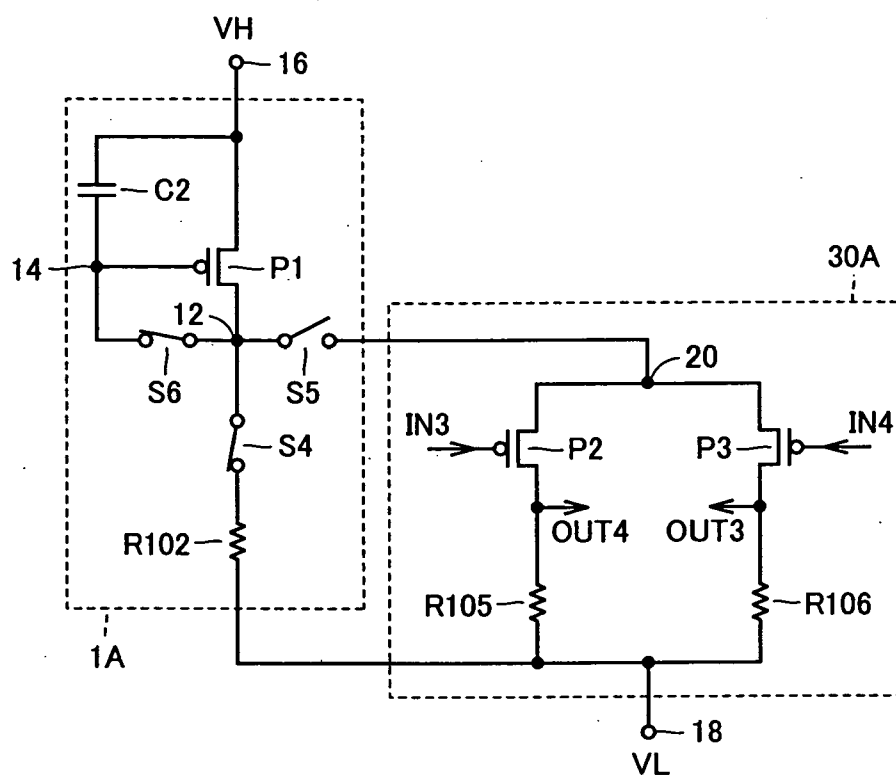 VH
16
C2
14
P1
30A
12
20
S6
S5
IN3
IN4
S4
P2
P3
OUT4
OUT3
R102
R105
R106
1A
18
VL